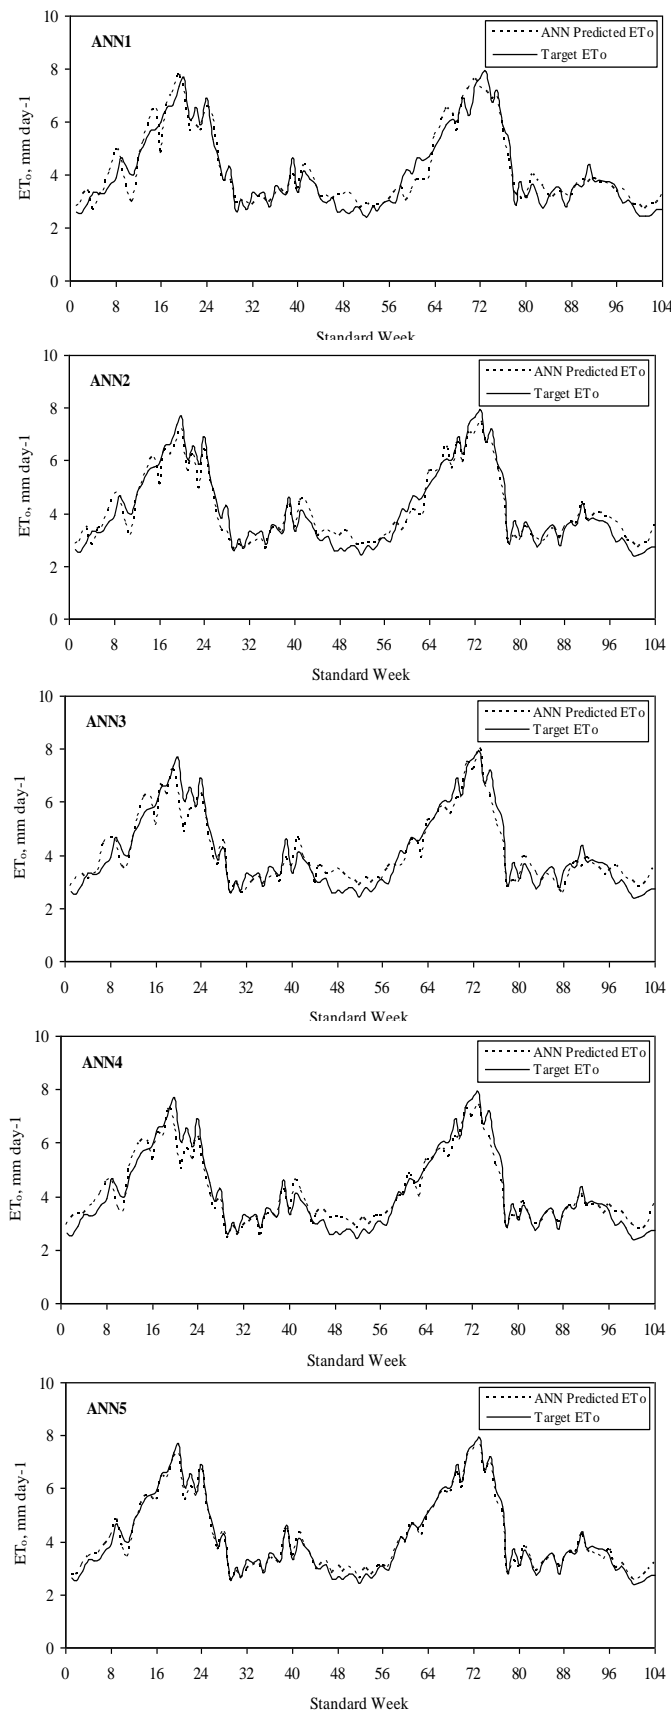 ANN1
ANN Predicted ETo
Target ETo
ETo, mm day-1
10
8
6
4
2
0
0 8 16 24 32 40 48 56 64 72 80 88 96 104
Standard Week
ANN2
ANN Predicted ETo
Target ETo
ETo, mm day-1
10
8
6
4
2
0
0 8 16 24 32 40 48 56 64 72 80 88 96 104
Standard Week
ANN3
ANN Predicted ETo
Target ETo
ETo, mm day-1
10
8
6
4
2
0
0 8 16 24 32 40 48 56 64 72 80 88 96 104
Standard Week
ANN4
ANN Predicted ETo
Target ETo
ETo, mm day-1
10
8
6
4
2
0
0 8 16 24 32 40 48 56 64 72 80 88 96 104
Standard Week
ANN5
ANN Predicted ETo
Target ETo
ETo, mm day-1
10
8
6
4
2
0
0 8 16 24 32 40 48 56 64 72 80 88 96 104
Standard Week